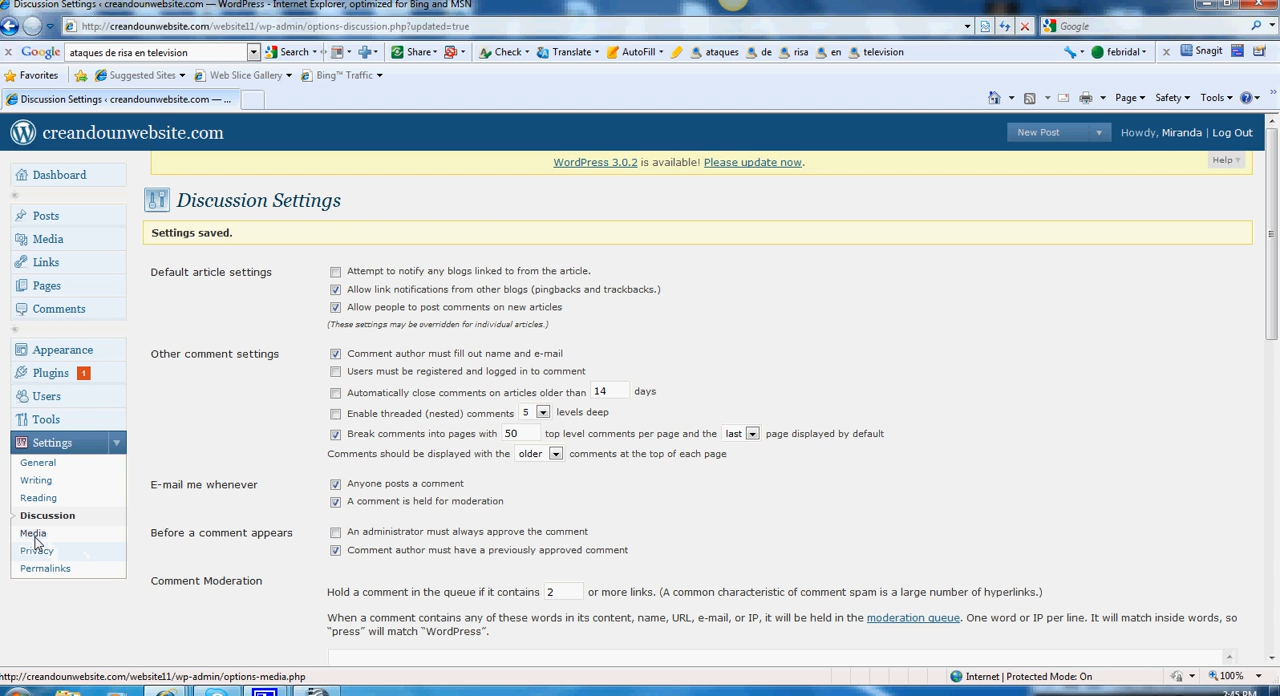 Discussion Settings ‹ creandounwebsite.com — WordPress - Internet Explorer, optimized for Bing and MSN
http://creandounwebsite.com/website11/wp-admin/options-discussion.php?updated=true
Google
Google ataques de risa en television Search Share Check Translate AutoFill ataques de risa en television febridal Snagit
Favorites Suggested Sites Web Slice Gallery Bing™ Traffic
Discussion Settings ‹ creandounwebsite.com — ...
Page Safety Tools
creandounwebsite.com
New Post
Howdy, Miranda | Log Out
WordPress 3.0.2 is available! Please update now.
Help
Dashboard
Posts
Media
Links
Pages
Comments
Appearance
Plugins 1
Users
Tools
Settings
General
Writing
Reading
Discussion
Media
Privacy
Permalinks
Discussion Settings
Settings saved.
Default article settings
Attempt to notify any blogs linked to from the article.
Allow link notifications from other blogs (pingbacks and trackbacks.)
Allow people to post comments on new articles
(These settings may be overridden for individual articles.)
Other comment settings
Comment author must fill out name and e-mail
Users must be registered and logged in to comment
Automatically close comments on articles older than 14 days
Enable threaded (nested) comments 5 levels deep
Break comments into pages with 50 top level comments per page and the last page displayed by default
Comments should be displayed with the older comments at the top of each page
E-mail me whenever
Anyone posts a comment
A comment is held for moderation
Before a comment appears
An administrator must always approve the comment
Comment author must have a previously approved comment
Comment Moderation
Hold a comment in the queue if it contains 2 or more links. (A common characteristic of comment spam is a large number of hyperlinks.)
When a comment contains any of these words in its content, name, URL, e-mail, or IP, it will be held in the moderation queue. One word or IP per line. It will match inside words, so
“press” will match “WordPress”.
http://creandounwebsite.com/website11/wp-admin/options-media.php
Internet | Protected Mode: On
100%
2:45 PM